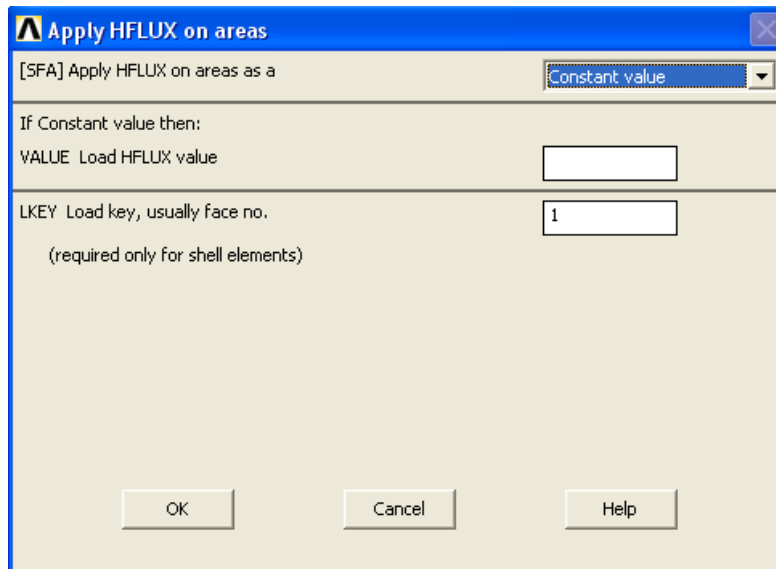 Apply HFLUX on areas
[SFA] Apply HFLUX on areas as a
Constant value
If Constant value then:
VALUE Load HFLUX value
LKEY Load key, usually face no.
1
(required only for shell elements)
OK
Cancel
Help